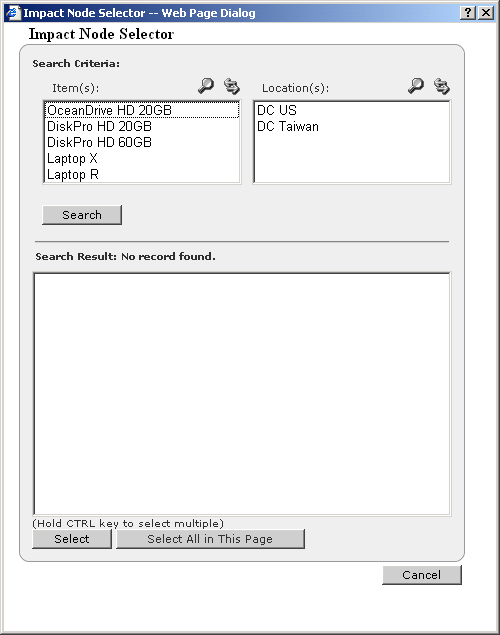 Impact Node Selector -- Web Page Dialog
Impact Node Selector
Search Criteria:
Item(s): Location(s):
OceanDrive HD 20GB DC US
DiskPro HD 20GB DC Taiwan
DiskPro HD 60GB
Laptop X
Laptop R
Search
Search Result: No record found.
(Hold CTRL key to select multiple)
Select Select All in This Page
Cancel